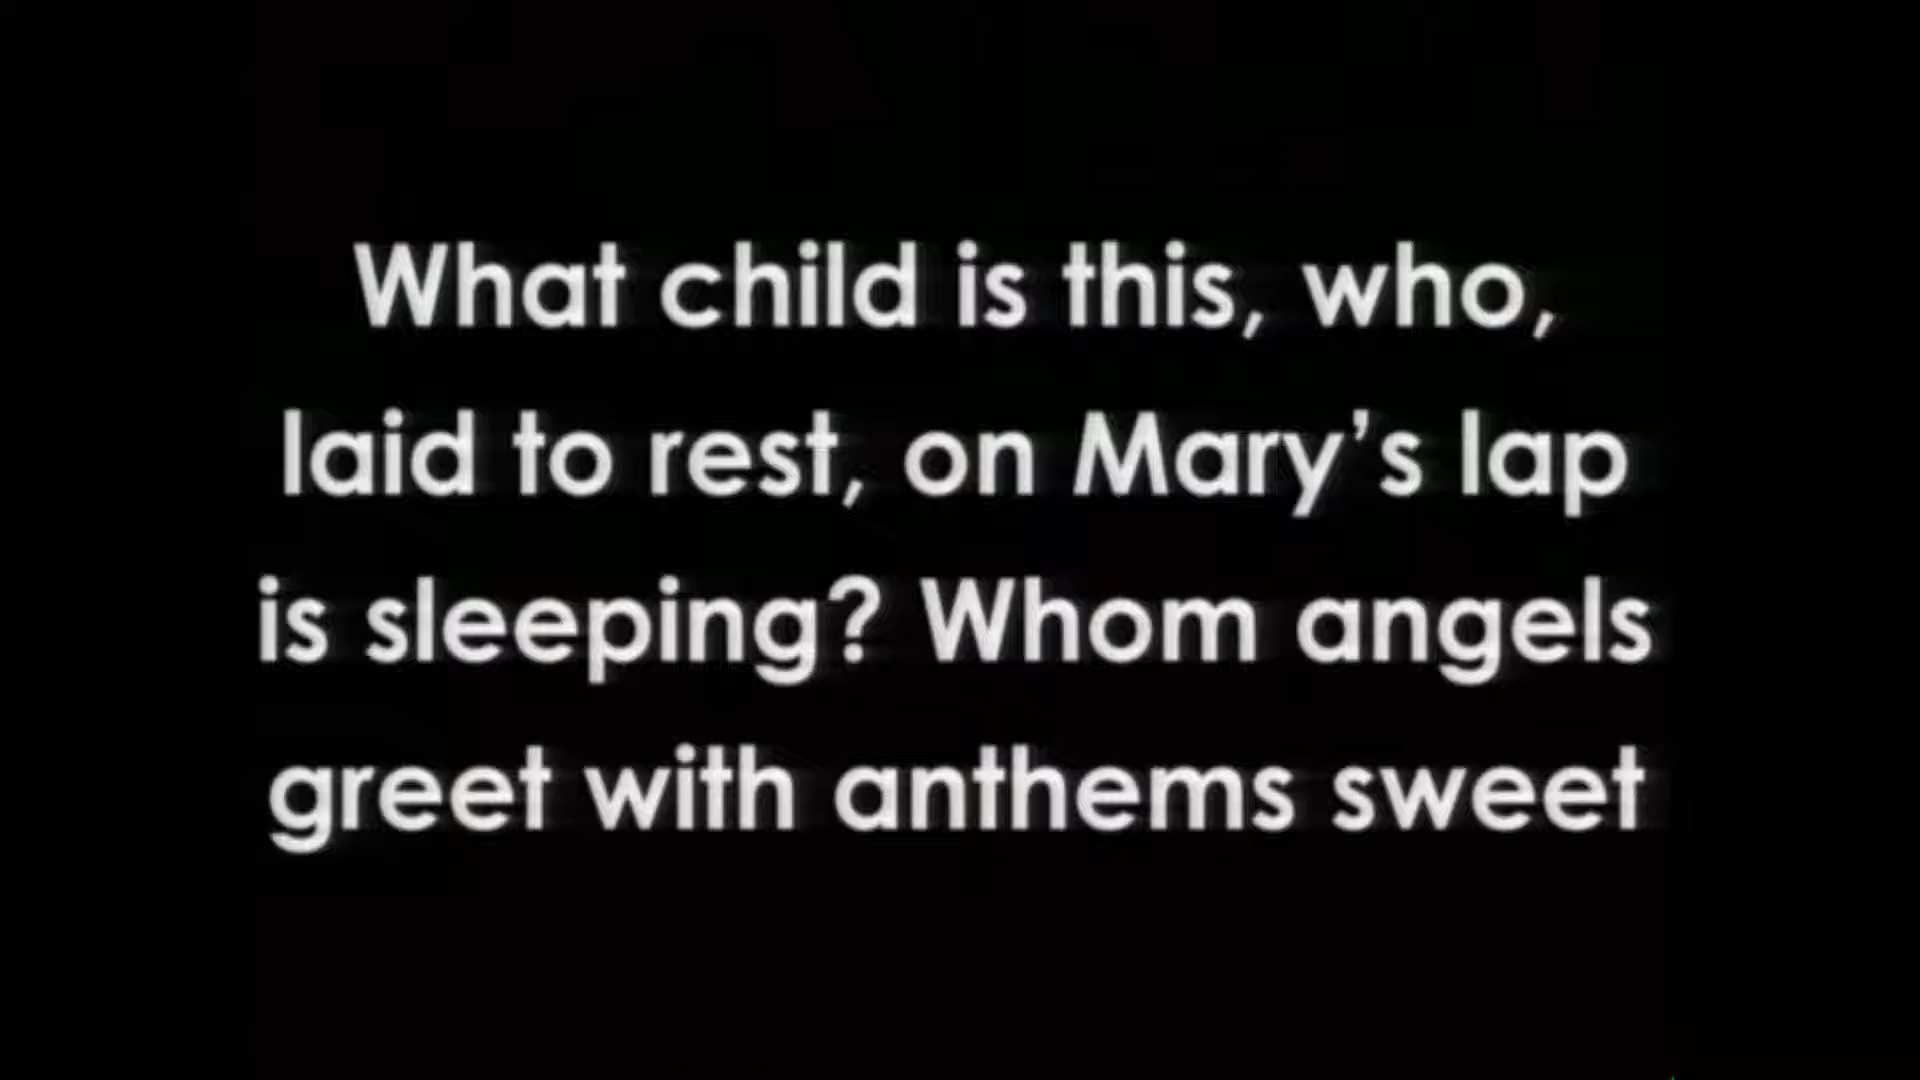 What child is this, who,
laid to rest, on Mary’s lap
is sleeping? Whom angels
greet with anthems sweet